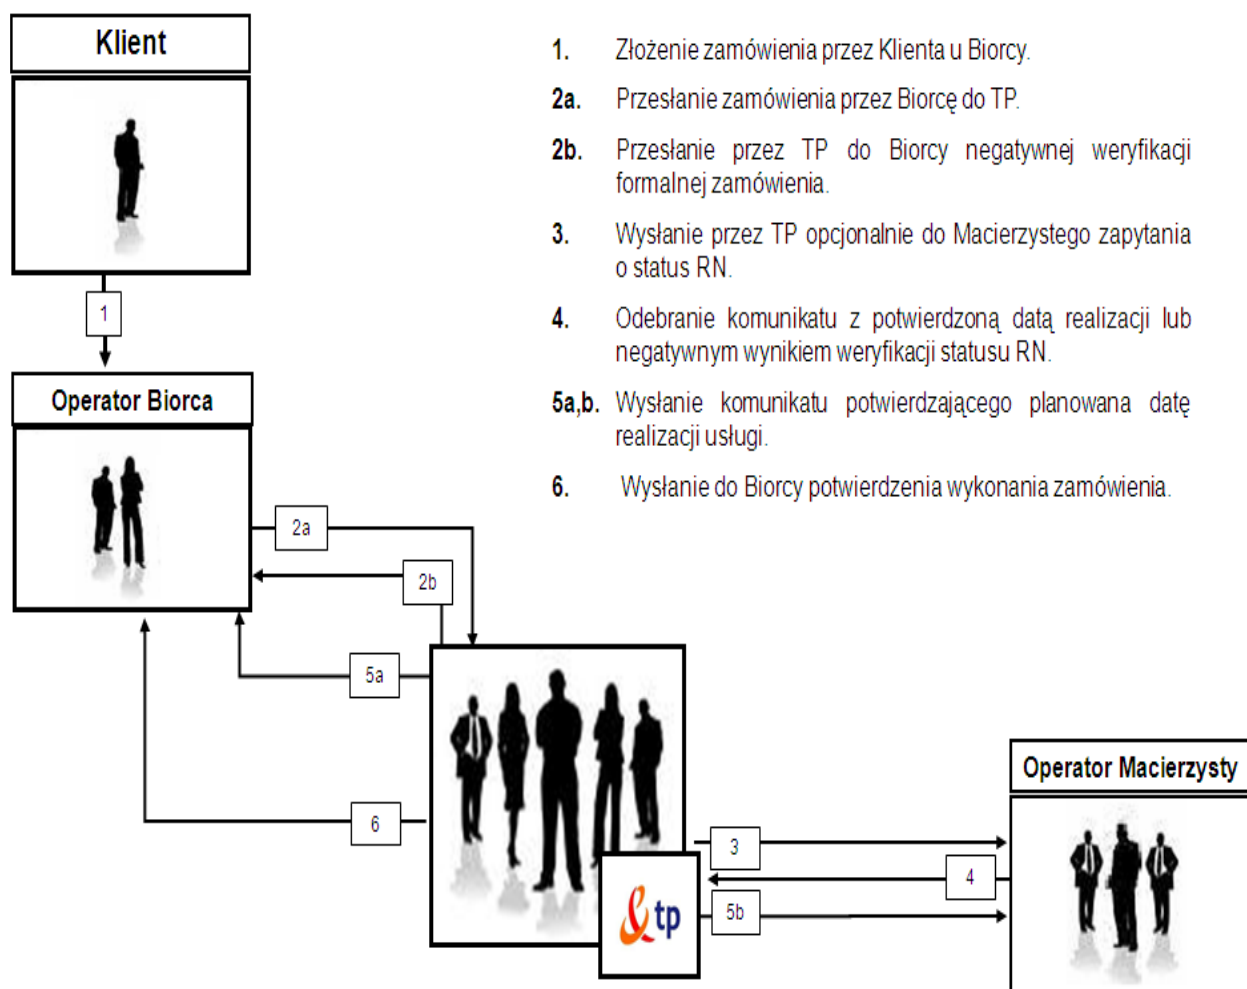 Klient
1. Złożenie zamówienia przez Klienta u Biorcy.
2a. Przesłanie zamówienia przez Biorcę do TP.
2b. Przesłanie przez TP do Biorcy negatywnej weryfikacji
formalnej zamówienia.
3. Wysłanie przez TP opcjonalnie do Macierzystego zapytania
o status RN.
4. Odebranie komunikatu z potwierdzoną datą realizacji lub
negatywnym wynikiem weryfikacji statusu RN.
5a,b. Wysłanie komunikatu potwierdzającego planowana datę
realizacji usługi.
6. Wysłanie do Biorcy potwierdzenia wykonania zamówienia.
1
Operator Biorca
2a
2b
5a
6
tp
Operator Macierzysty
3
4
5b